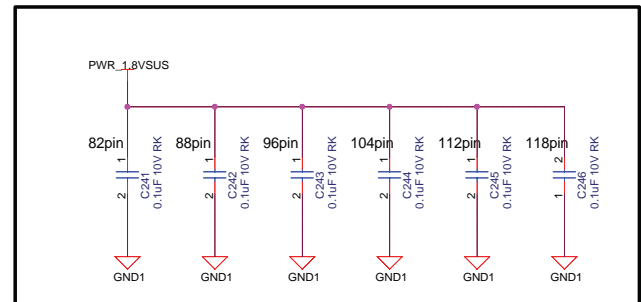 PWR_1.8VSUS
82pin
88pin
96pin
104pin
112pin
118pin
1
2
C241
0.1uF 10V RK
1
2
C242
0.1uF 10V RK
1
2
C243
0.1uF 10V RK
1
2
C244
0.1uF 10V RK
1
2
C245
0.1uF 10V RK
2
1
C246
0.1uF 10V RK
GND1
GND1
GND1
GND1
GND1
GND1